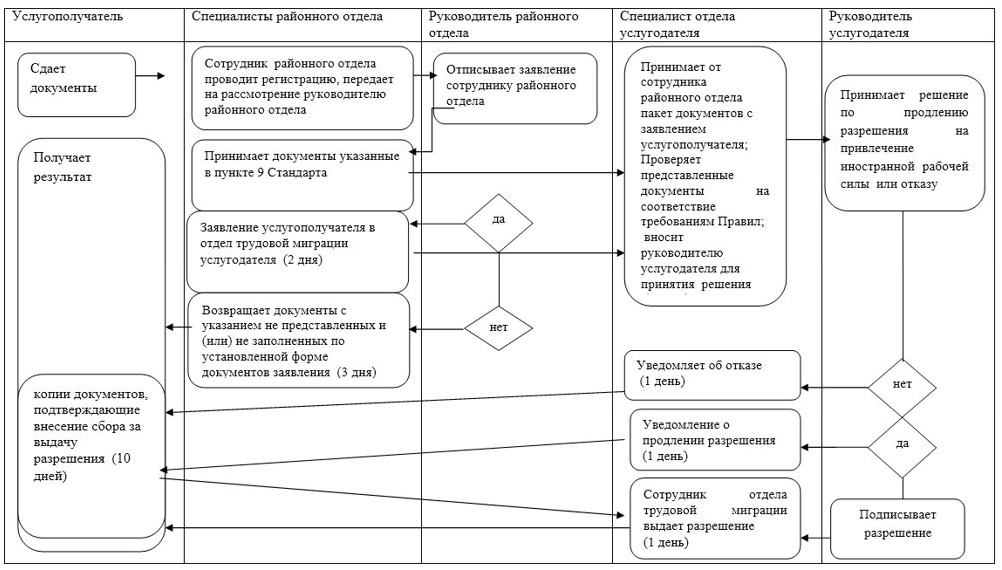 Услугополучатель
Специалисты районного отдела
Руководитель районного
отдела
Специалист отдела
услугодателя
Руководитель
услугодателя
Сдает
документы
Сотрудник районного отдела
проводит регистрацию, передает
на рассмотрение руководителю
районного отдела
Отписывает заявление
сотруднику районного
отдела
Принимает от
сотрудника
районного отдела
пакет документов с
заявлением
услугополучателя;
Проверяет
представленные
документы на
соответствие
требованиям Правил;
вносит
руководителю
услугодателя для
принятия решения
Принимает решение
по продлению
разрешения на
привлечение
иностранной рабочей
силы или отказу
Получает
результат
Принимает документы указанные
в пункте 9 Стандарта
да
Заявление услугополучателя в
отдел трудовой миграции
услугодателя (2 дня)
Возвращает документы с
указанием не представленных и
(или) не заполненных по
установленной форме
документов заявления (3 дня)
нет
Уведомляет об отказе
(1 день)
нет
копии документов,
подтверждающие
внесение сбора за
выдачу
разрешения (10
дней)
Уведомление о
продлении разрешения
(1 день)
да
Сотрудник отдела
трудовой миграции
выдает разрешение
(1 день)
Подписывает
разрешение